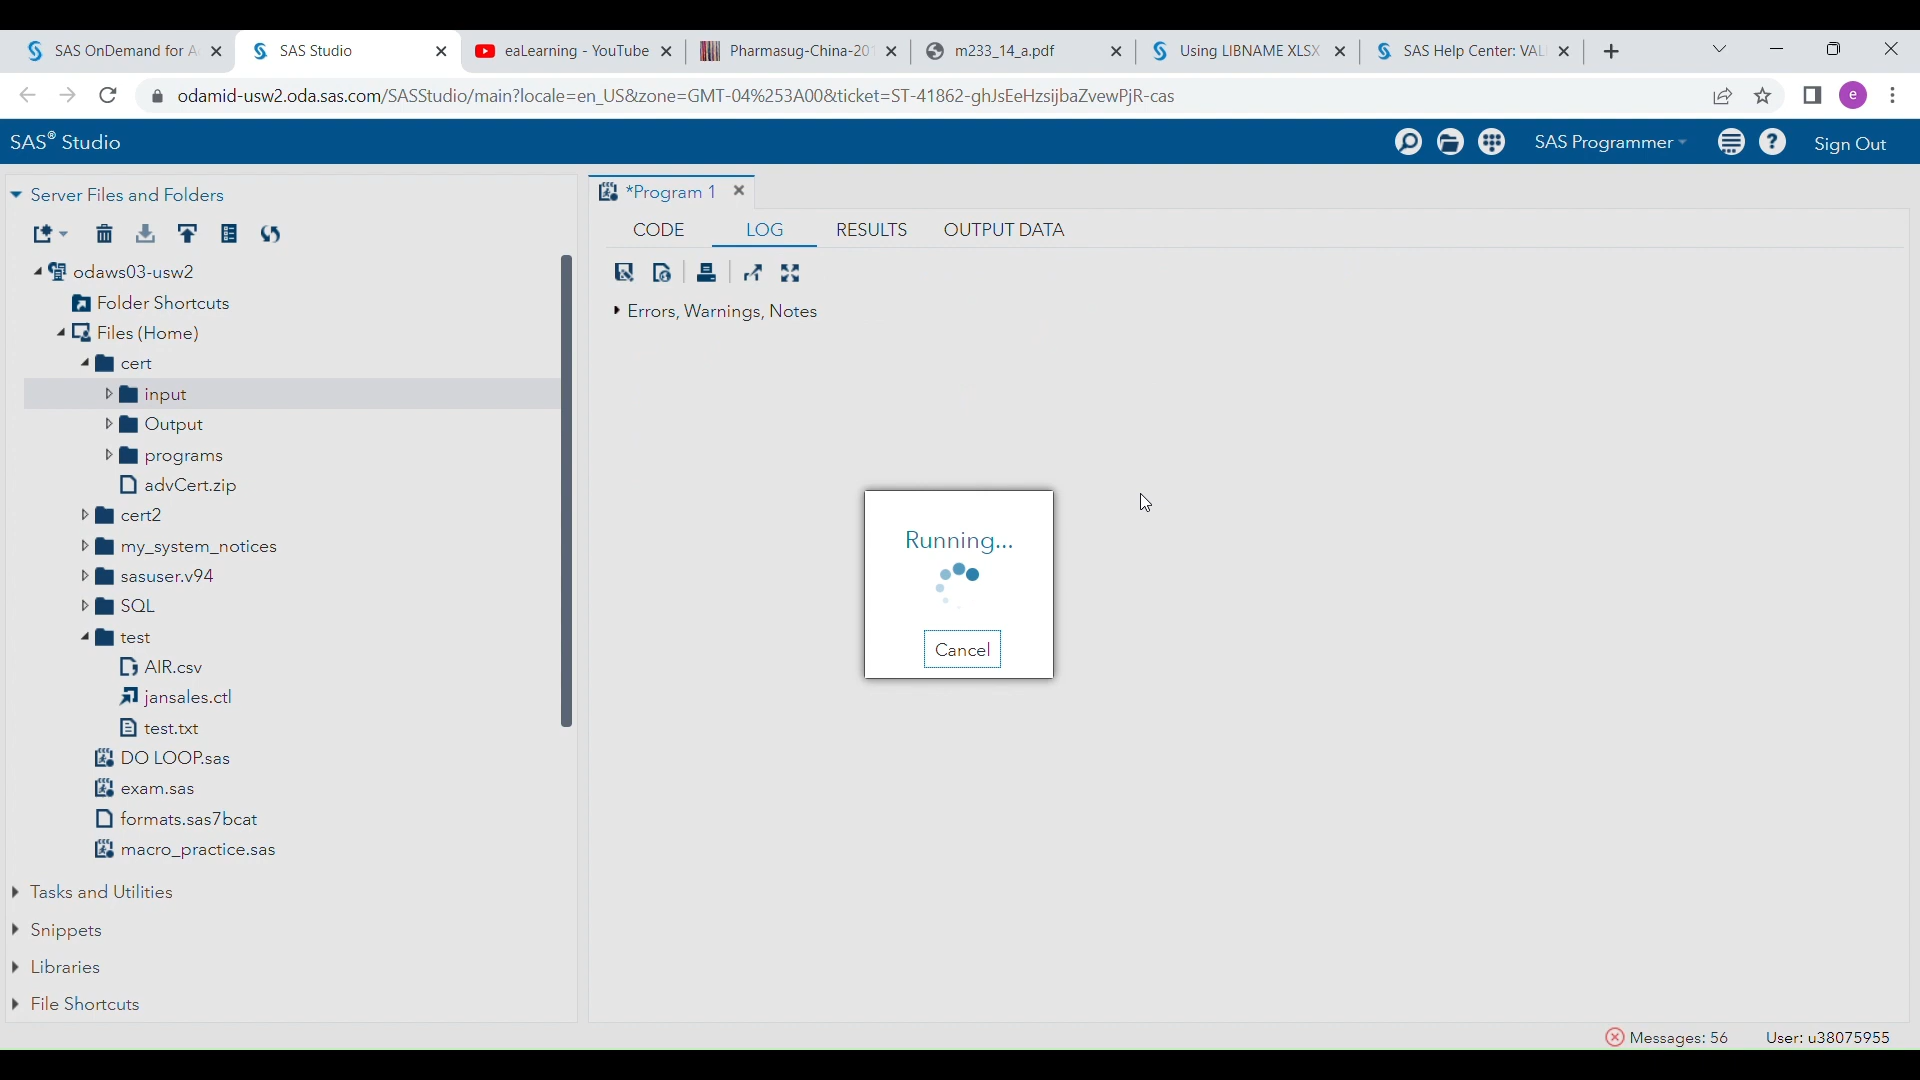 SAS OnDemand for A
SAS Studio
eaLearning - YouTube
Pharmasug-China-201
m233_14_a.pdf
Using LIBNAME XLSX
SAS Help Center: VAL
odamid-usw2.oda.sas.com/SASStudio/main?locale=en_US&zone=GMT-04%253A00&ticket=ST-41862-ghJsEeHzsijbaZvewPjR-cas
e
SAS® Studio
SAS Programmer
Sign Out
Server Files and Folders
odaws03-usw2
Folder Shortcuts
Files (Home)
cert
input
Output
programs
advCert.zip
cert2
my_system_notices
sasuser.v94
SQL
test
AIR.csv
jansales.ctl
test.txt
DO LOOP.sas
exam.sas
formats.sas7bcat
macro_practice.sas
Tasks and Utilities
Snippets
Libraries
File Shortcuts
*Program 1
CODE
LOG
RESULTS
OUTPUT DATA
Errors, Warnings, Notes
Running...
Cancel
Messages: 56
User: u38075955